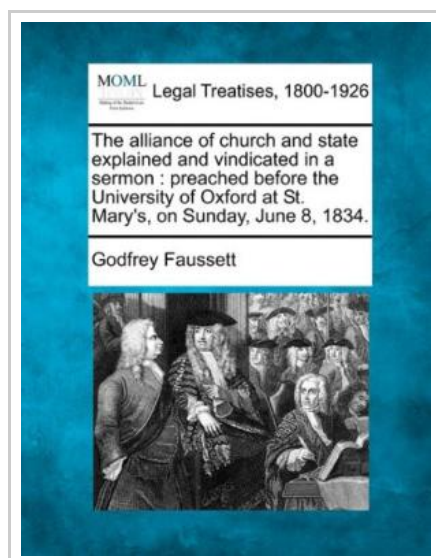 MOML Legal Treatises, 1800-1926
The alliance of church and state
explained and vindicated in a
sermon : preached before the
University of Oxford at St.
Mary's, on Sunday, June 8, 1834.
Godfrey Faussett